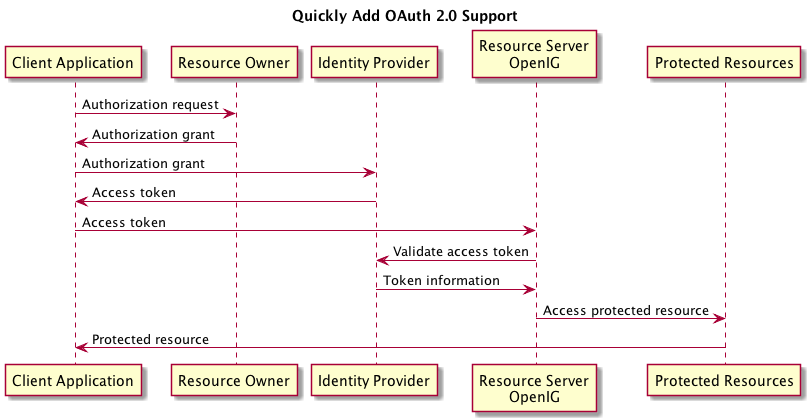 Quickly Add OAuth 2.0 Support
Client Application
Resource Owner
Identity Provider
Resource Server
OpenIG
Protected Resources
Authorization request
Authorization grant
Authorization grant
Access token
Access token
Validate access token
Token information
Access protected resource
Protected resource
Client Application
Resource Owner
Identity Provider
Resource Server
OpenIG
Protected Resources